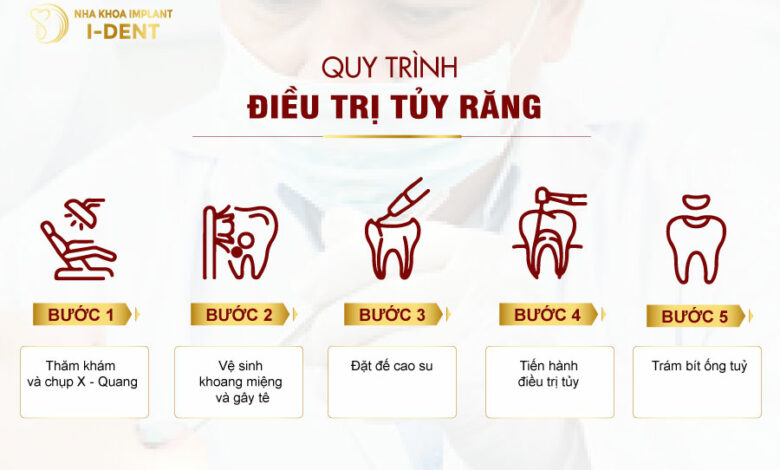 NHA KHOA IMPLANT
I-DENT
QUY TRÌNH
ĐIỀU TRỊ TỦY RĂNG
BƯỚC 1
BƯỚC 2
BƯỚC 3
BƯỚC 4
BƯỚC 5
Thăm khám
và chụp X - Quang
Vệ sinh
khoang miệng
và gây tê
Đặt đế cao su
Tiến hành
điều trị tủy
Trám bít ống tuỷ